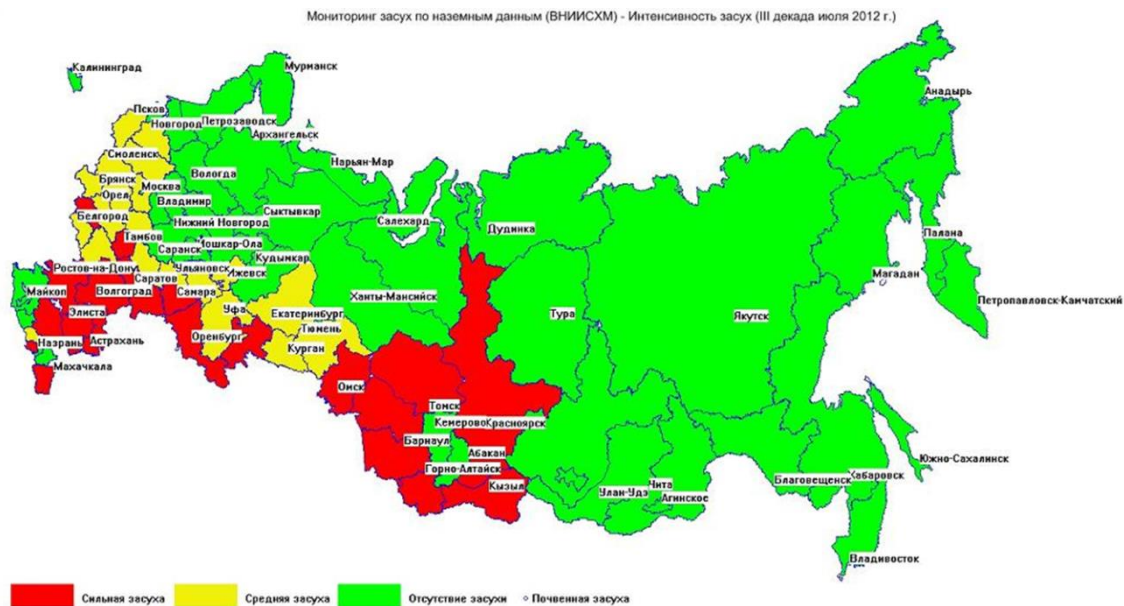 Мониторинг засух по наземным данным (ВНИИСХМ) - Интенсивность засух (III декада июля 2012 г.)
Калининград
Мурманск
Анадырь
Псков
Новгород
Петрозаводск
Архангельск
Смоленск
Нарьян-Мар
Вологда
Брянск
Москва
Орел
Владимир
Сыктывкар
Белгород
Салехард
Нижний Новгород
Дудинка
Палана
Тамбов
Йошкар-Ола
Саранск
Кудымкар
Ростов-на-Дону
Ульяновск
Ижевск
Магадан
Саратов
Майкоп
Волгоград
Самара
Ханты-Мансийск
Петропавловск-Камчатский
Элиста
Уфа
Екатеринбург
Тура
Якутск
Тюмень
Назрань
Астрахань
Оренбург
Курган
Махачкала
Омск
Томск
Кемерово
Красноярск
Барнаул
Абакан
Южно-Сахалинск
Горно-Алтайск
Хабаровск
Благовещенск
Кызыл
Улан-Удэ
Чита
Агинское
Владивосток
Сильная засуха
Средняя засуха
Отсутствие засухи
Почвенная засуха